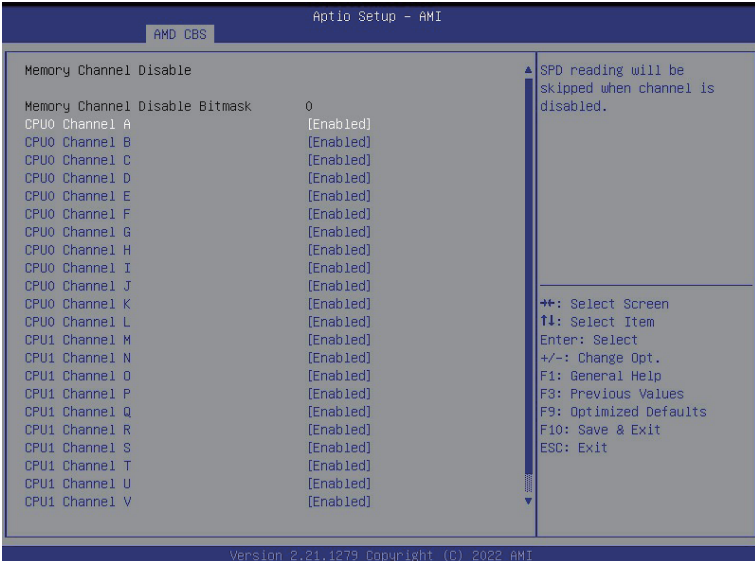 Aptio Setup – AMI
AMD CBS
Memory Channel Disable
Memory Channel Disable Bitmask 0
CPU0 Channel A [Enabled]
CPU0 Channel B [Enabled]
CPU0 Channel C [Enabled]
CPU0 Channel D [Enabled]
CPU0 Channel E [Enabled]
CPU0 Channel F [Enabled]
CPU0 Channel G [Enabled]
CPU0 Channel H [Enabled]
CPU0 Channel I [Enabled]
CPU0 Channel J [Enabled]
CPU0 Channel K [Enabled]
CPU0 Channel L [Enabled]
CPU1 Channel M [Enabled]
CPU1 Channel N [Enabled]
CPU1 Channel O [Enabled]
CPU1 Channel P [Enabled]
CPU1 Channel Q [Enabled]
CPU1 Channel R [Enabled]
CPU1 Channel S [Enabled]
CPU1 Channel T [Enabled]
CPU1 Channel U [Enabled]
CPU1 Channel V [Enabled]
SPD reading will be
skipped when channel is
disabled.
→←: Select Screen
↑↓: Select Item
Enter: Select
+/-: Change Opt.
F1: General Help
F3: Previous Values
F9: Optimized Defaults
F10: Save & Exit
ESC: Exit
Version 2.21.1279 Copyright (C) 2022 AMI